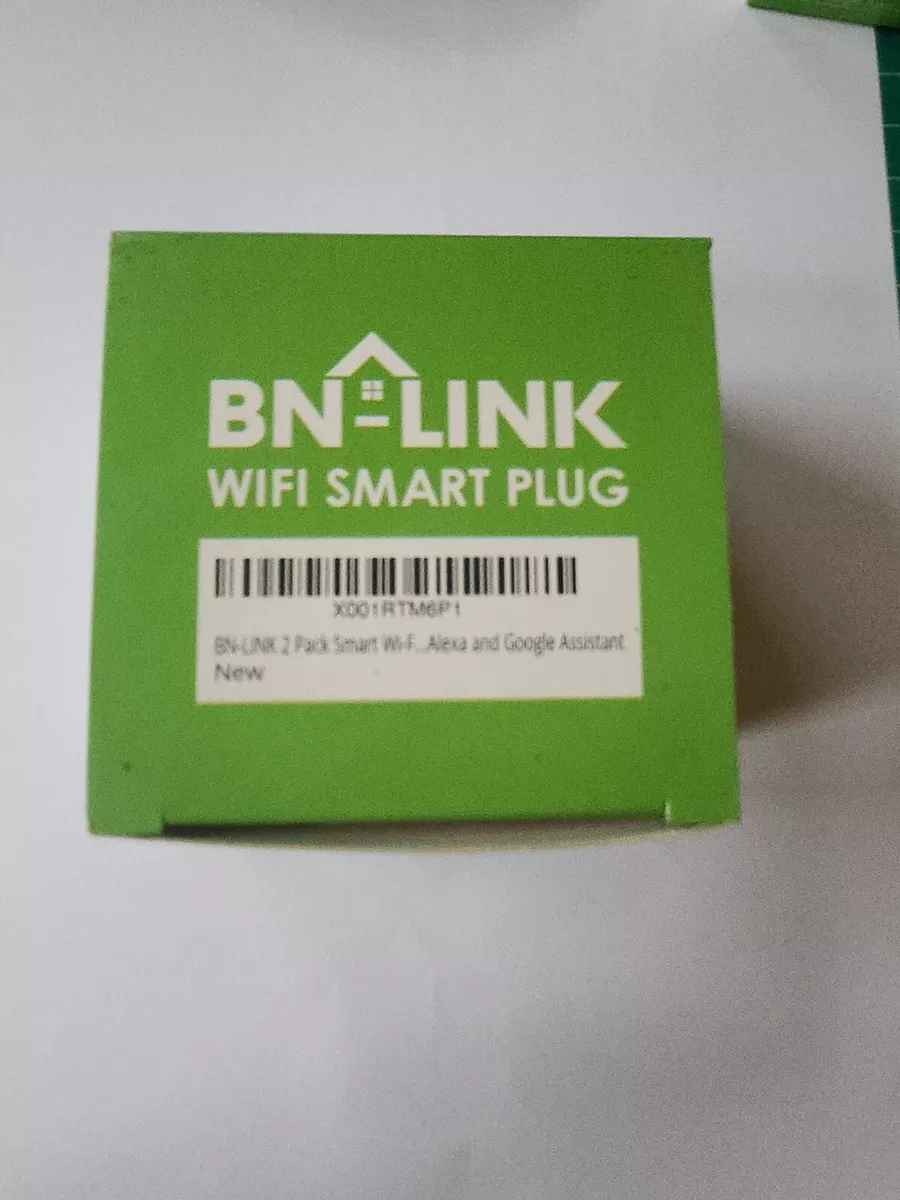 BN-LINK
WIFI SMART PLUG
X001RTM6P1
BN-LINK 2 Pack Smart Wi-F...Alexa and Google Assistant
New